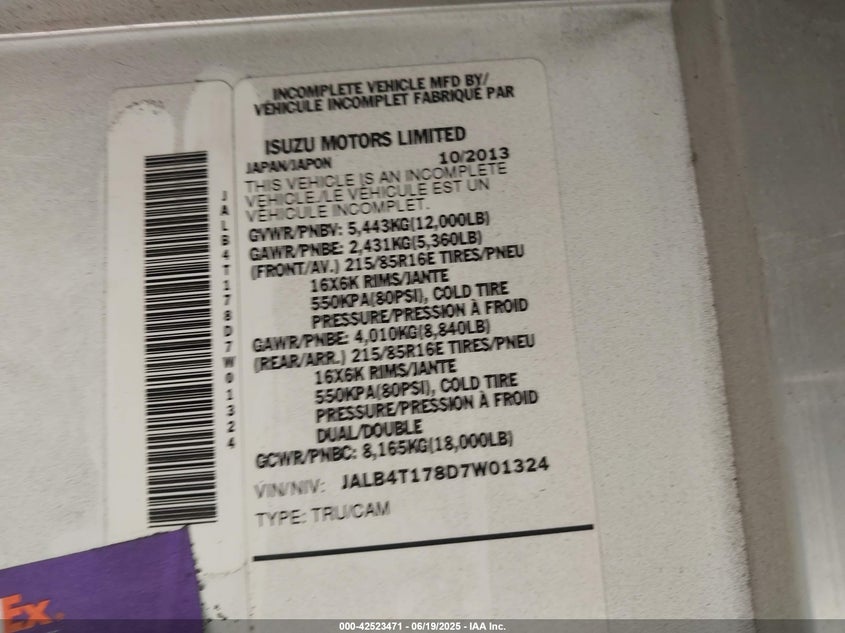 INCOMPLETE VEHICLE MFD BY/
VÉHICULE INCOMPLET FABRIQUÉ PAR
ISUZU MOTORS LIMITED
JAPAN/JAPON 10/2013
THIS VEHICLE IS AN INCOMPLETE
VEHICLE./LE VÉHICULE EST UN
VÉHICULE INCOMPLET.
GVWR/PNBV: 5,443KG(12,000LB)
GAWR/PNBE: 2,431KG(5,360LB)
(FRONT/AV.) 215/85R16E TIRES/PNEU
16X6K RIMS/JANTE
550KPA(80PSI), COLD TIRE
PRESSURE/PRESSION À FROID
GAWR/PNBE: 4,010KG(8,840LB)
(REAR/ARR.) 215/85R16E TIRES/PNEU
16X6K RIMS/JANTE
550KPA(80PSI), COLD TIRE
PRESSURE/PRESSION À FROID
DUAL/DOUBLE
GCWR/PNBC: 8,165KG(18,000LB)
VIN/NIV: JALB4T178D7W01324
TYPE: TRU/CAM
JALB4T178D7W01324
Ex.
000-42523471 - 06/19/2025 - IAA Inc.